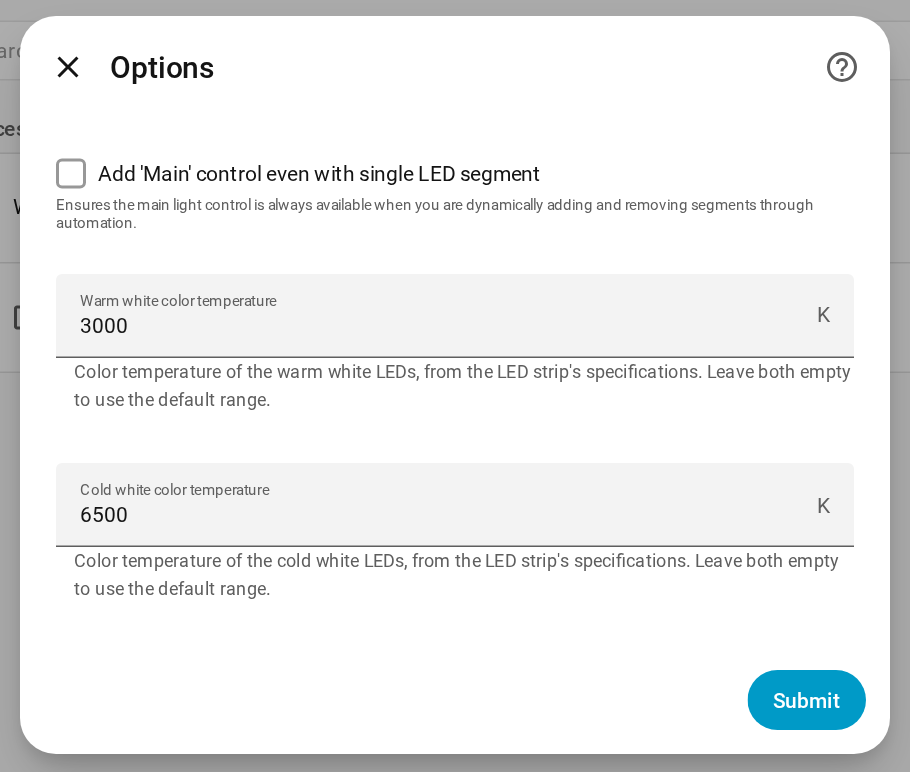 Options
Add 'Main' control even with single LED segment
Ensures the main light control is always available when you are dynamically adding and removing segments through
automation.
Warm white color temperature
3000
K
Color temperature of the warm white LEDs, from the LED strip's specifications. Leave both empty
to use the default range.
Cold white color temperature
6500
K
Color temperature of the cold white LEDs, from the LED strip's specifications. Leave both empty
to use the default range.
Submit